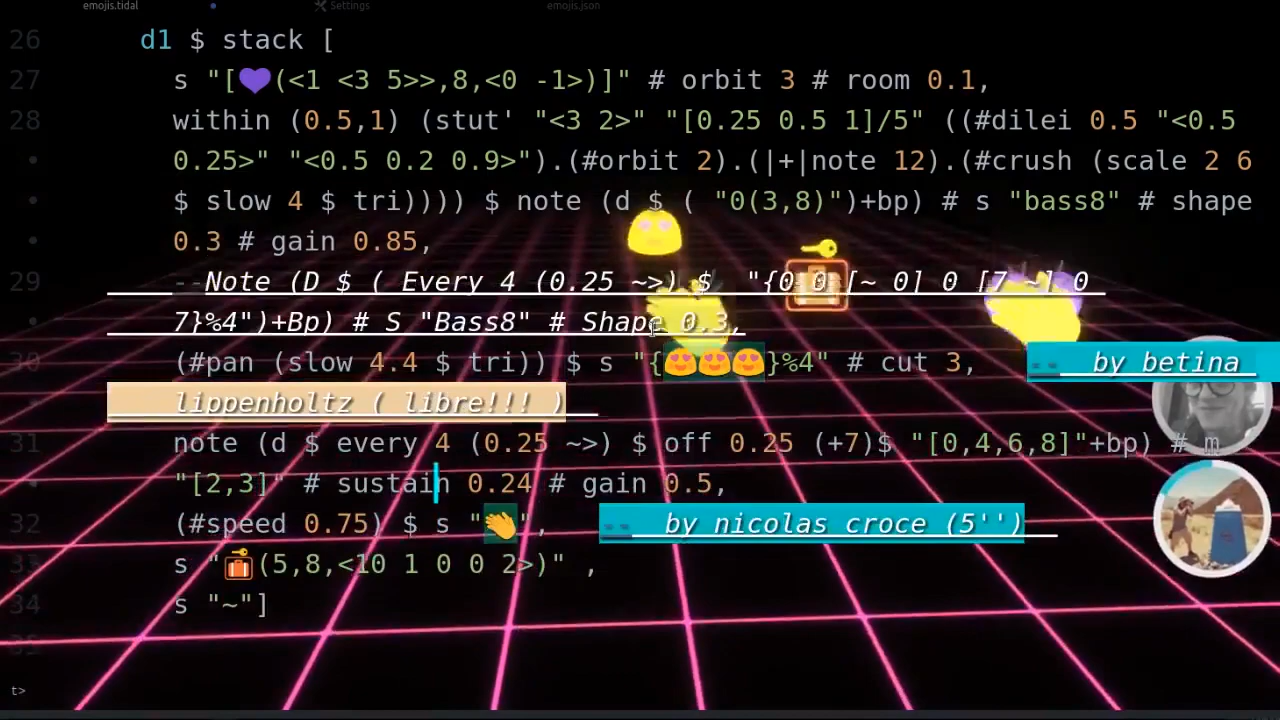 emojis.tidal Settings emojis.json
26 d1 $ stack [
27 s "[💜(<1 <3 5>>,8,<0 -1>)]" # orbit 3 # room 0.1,
28 within (0.5,1) (stut' "<3 2>" "[0.25 0.5 1]/5" ((#dilei 0.5 "<0.5
0.25>" "<0.5 0.2 0.9>").(#orbit 2).(|+|note 12).(#crush (scale 2 6
$ slow 4 $ tri)))) $ note (d $ ( "0(3,8)")+bp) # s "bass8" # shape
0.3 # gain 0.85,
29 --Note (D $ ( Every 4 (0.25 ~>) $ "{0 0 [~ 0] 0 [7 ~] 0
7}%4")+Bp) # S "Bass8" # Shape 0.3,
30 (#pan (slow 4.4 $ tri)) $ s "{😍😍😍}%4" # cut 3, -- by betina
lippenholtz ( libre!!! )
31 note (d $ every 4 (0.25 ~>) $ off 0.25 (+7)$ "[0,4,6,8]"+bp) # m
"[2,3]" # sustain 0.24 # gain 0.5,
32 (#speed 0.75) $ s "👏", -- by nicolas croce (5'')
33 s "🛅(5,8,<10 1 0 0 2>)" ,
34 s "~"]
35
t>